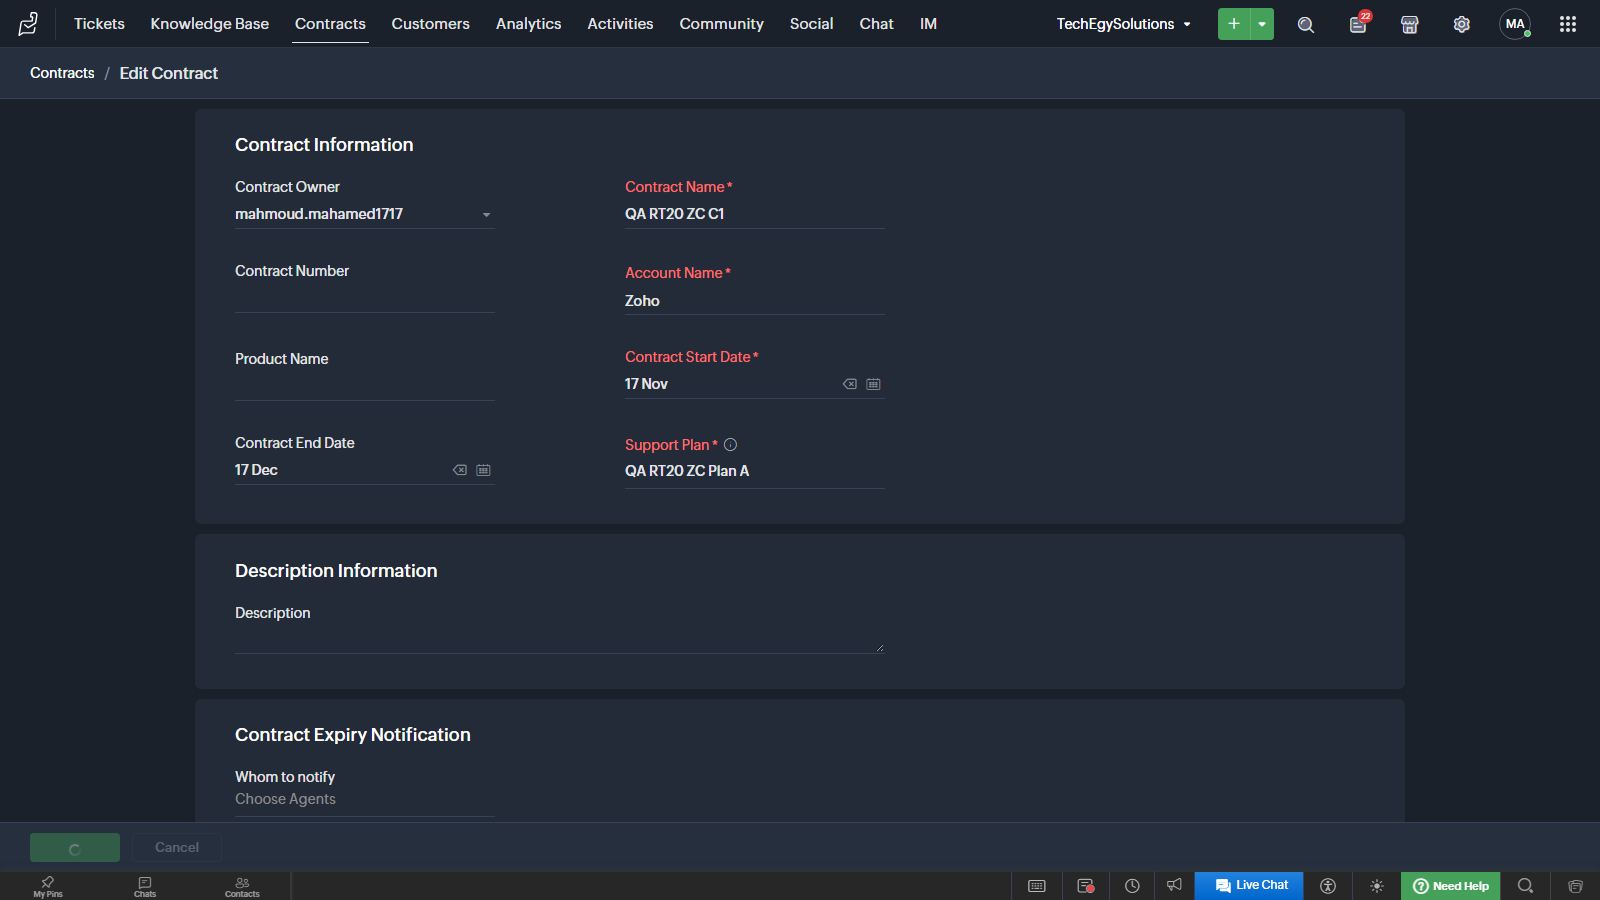 Tickets Knowledge Base Contracts Customers Analytics Activities Community Social Chat IM TechEgySolutions 22 MA
Contracts / Edit Contract
Contract Information
Contract Owner
mahmoud.mahamed1717
Contract Name *
QA RT20 ZC C1
Contract Number
Account Name *
Zoho
Product Name
Contract Start Date *
17 Nov
Contract End Date
17 Dec
Support Plan *
QA RT20 ZC Plan A
Description Information
Description
Contract Expiry Notification
Whom to notify
Choose Agents
Cancel
My Pins Chats Contacts Live Chat Need Help